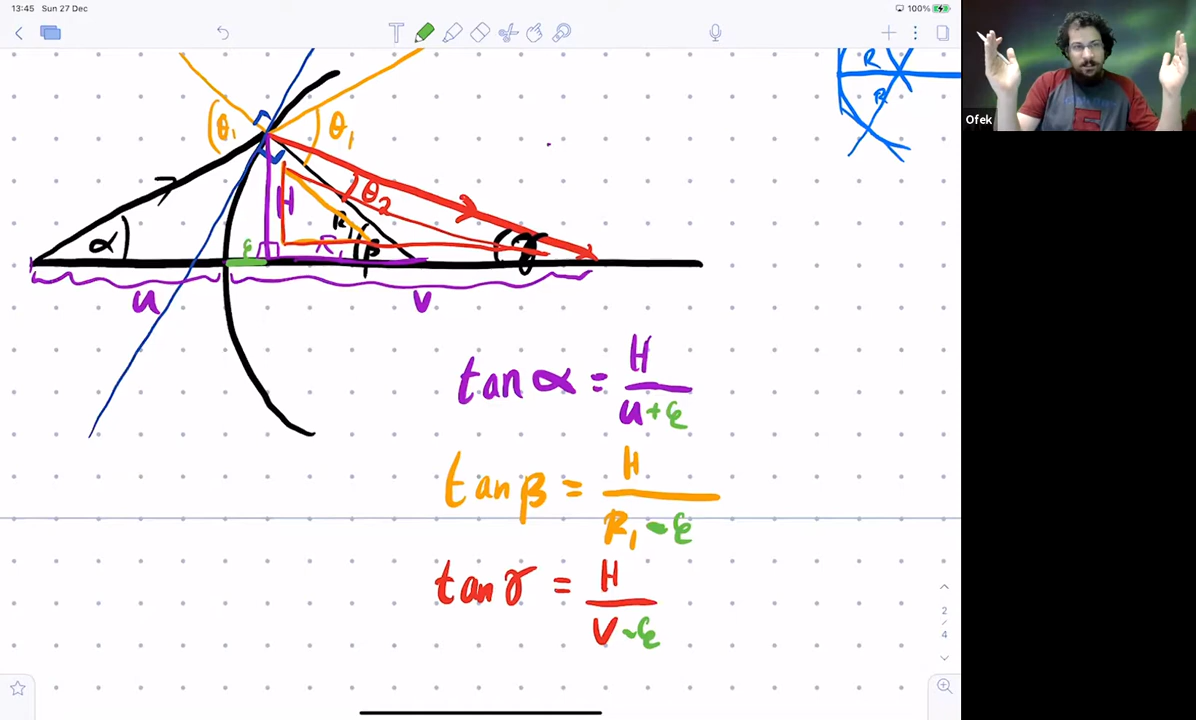 13:45 Sun 27 Dec
100%
T
R
R
Ofek
θ₁
θ₁
H
θ₂
α
ε
R₁
R
β
γ
u
v
tan α = H / u+ε
tan β = H / R₁-ε
tan γ = H / v-ε
2 / 4